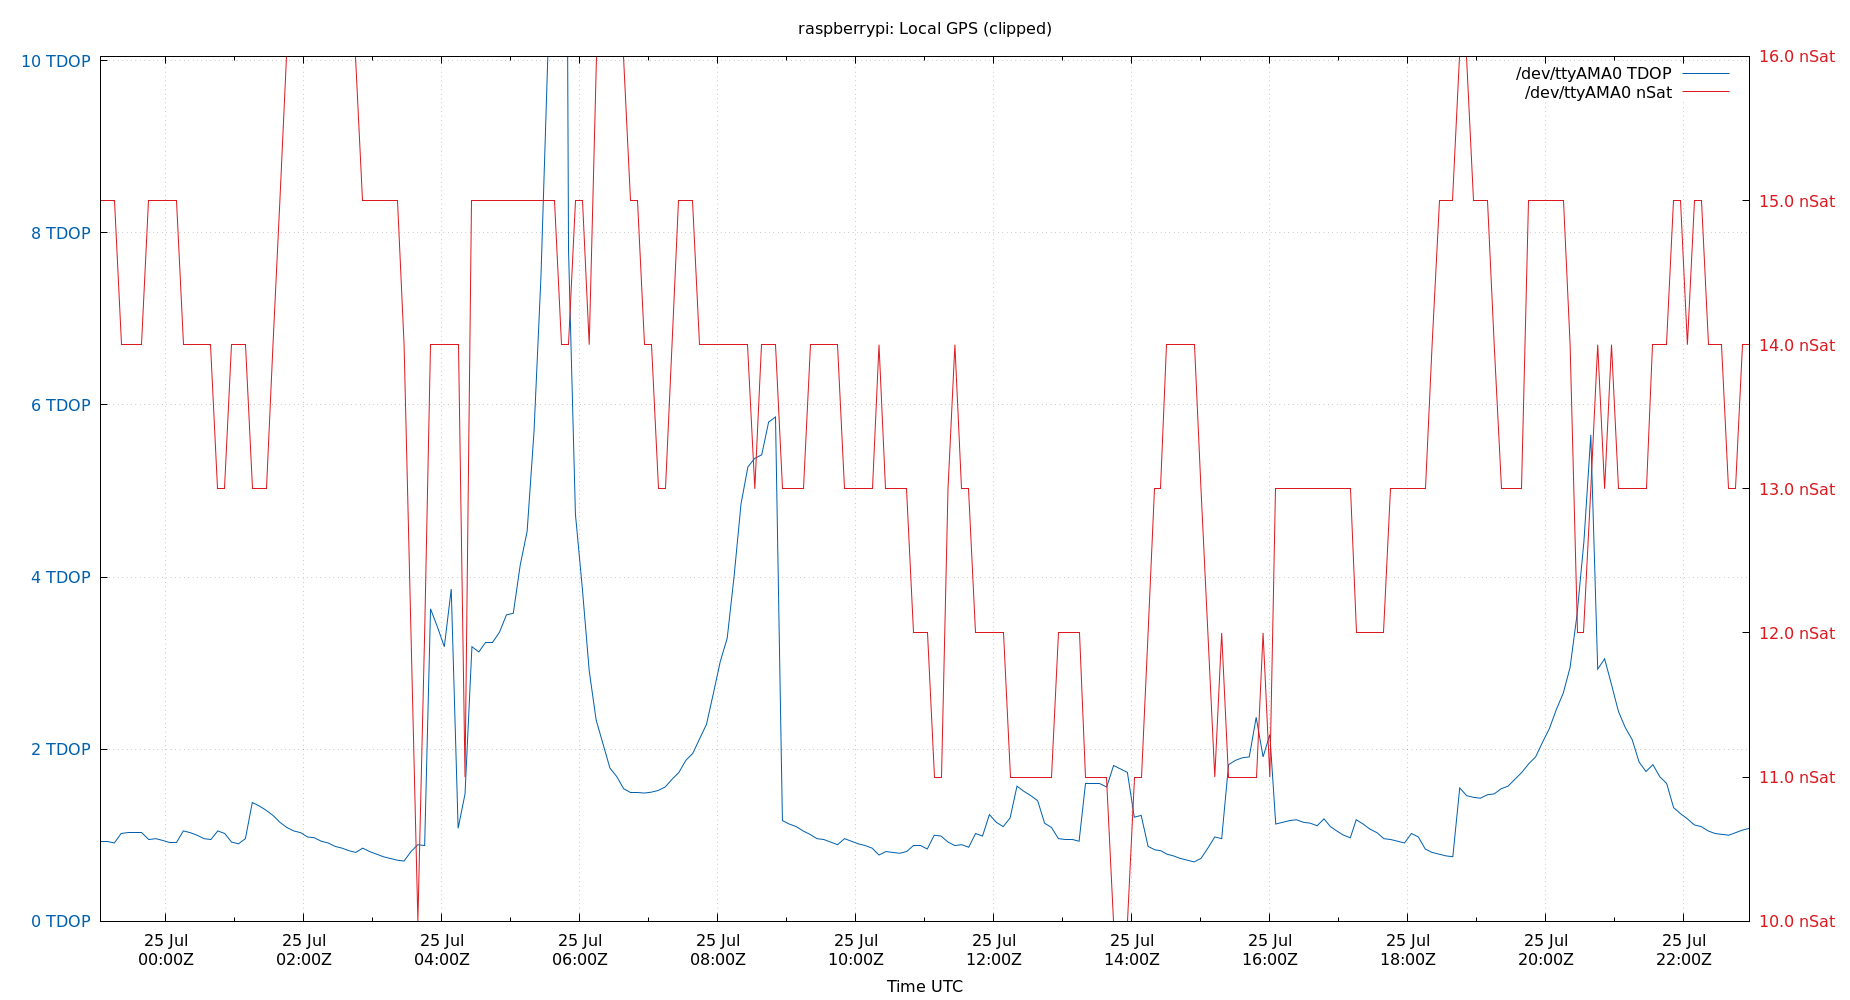 raspberrypi: Local GPS (clipped)
10 TDOP
8 TDOP
6 TDOP
4 TDOP
2 TDOP
0 TDOP
16.0 nSat
15.0 nSat
14.0 nSat
13.0 nSat
12.0 nSat
11.0 nSat
10.0 nSat
/dev/ttyAMA0 TDOP
/dev/ttyAMA0 nSat
25 Jul
00:00Z
25 Jul
02:00Z
25 Jul
04:00Z
25 Jul
06:00Z
25 Jul
08:00Z
25 Jul
10:00Z
25 Jul
12:00Z
25 Jul
14:00Z
25 Jul
16:00Z
25 Jul
18:00Z
25 Jul
20:00Z
25 Jul
22:00Z
Time UTC